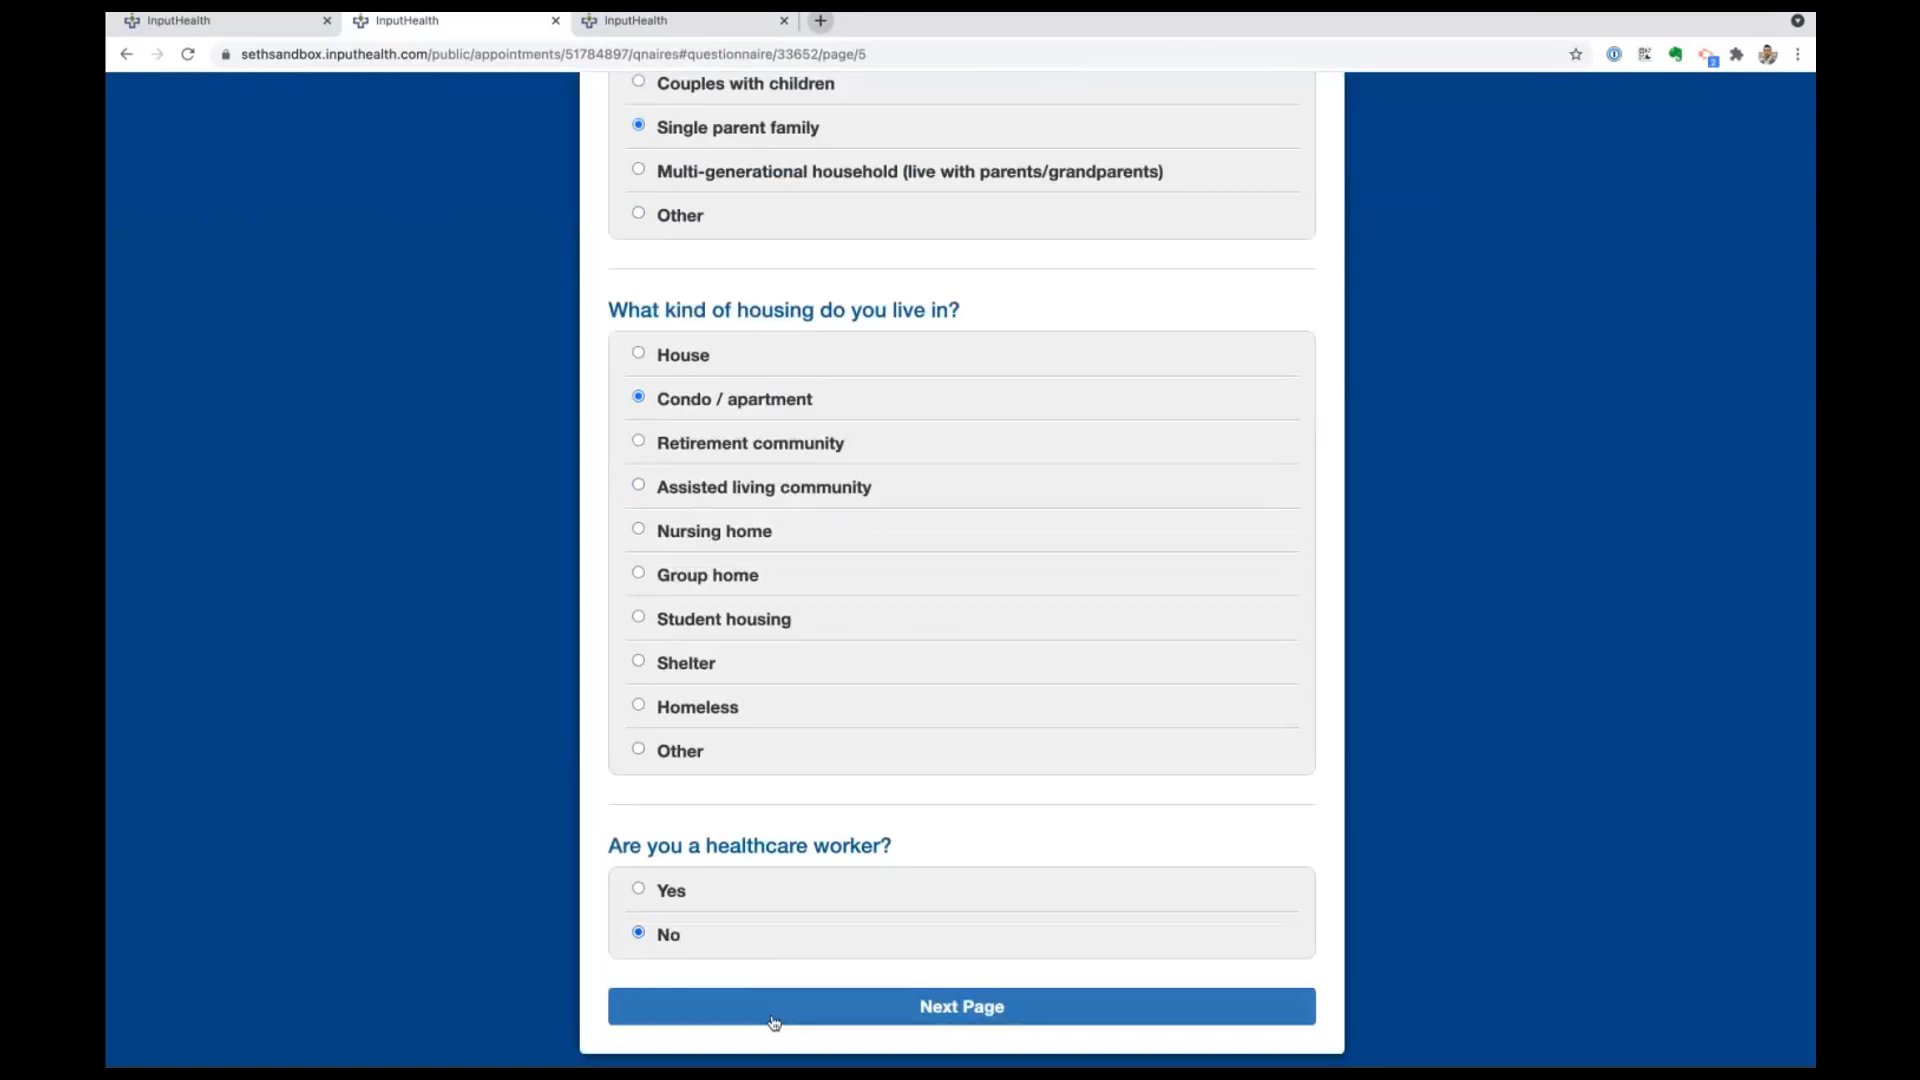 InputHealth InputHealth InputHealth
sethsandbox.inputhealth.com/public/appointments/51784897/qnaires#questionnaire/33652/page/5
2
Couples with children
Single parent family
Multi-generational household (live with parents/grandparents)
Other
What kind of housing do you live in?
House
Condo / apartment
Retirement community
Assisted living community
Nursing home
Group home
Student housing
Shelter
Homeless
Other
Are you a healthcare worker?
Yes
No
Next Page